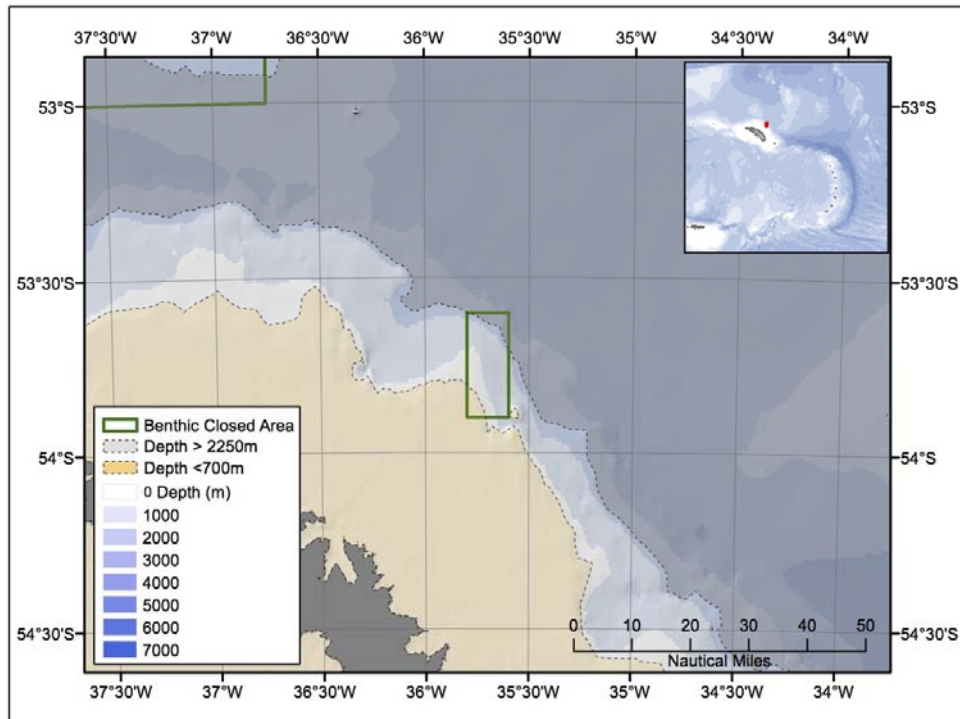 37°30'W 37°W 36°30'W 36°W 35°30'W 35°W 34°30'W 34°W
53°S 53°S
53°30'S 53°30'S
54°S 54°S
54°30'S 54°30'S
Benthic Closed Area
Depth > 2250m
Depth <700m
0 Depth (m)
1000
2000
3000
4000
5000
6000
7000
0 10 20 30 40 50
Nautical Miles
37°30'W 37°W 36°30'W 36°W 35°30'W 35°W 34°30'W 34°W